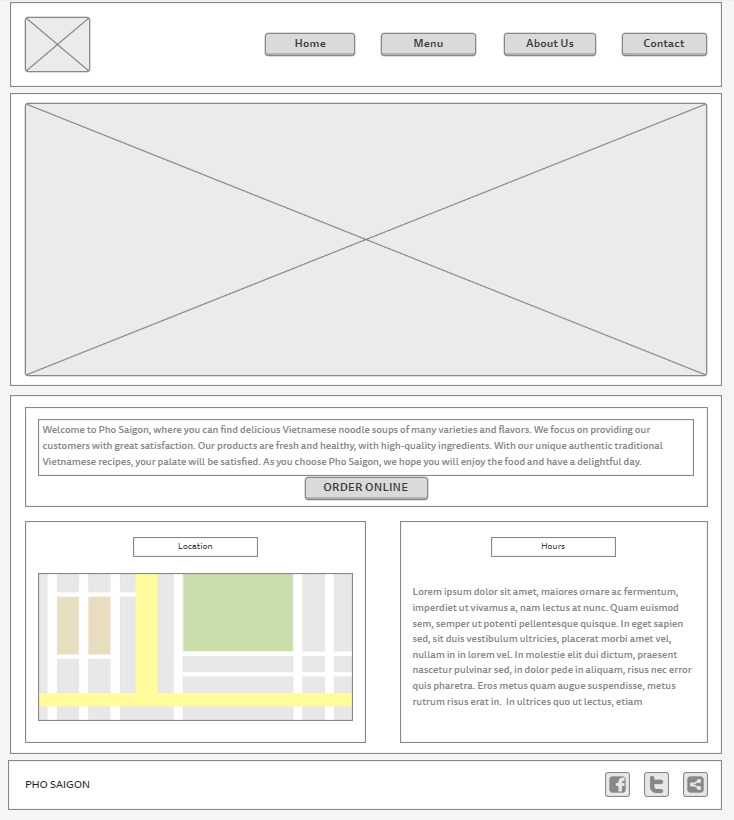 Home
Menu
About Us
Contact
Welcome to Pho Saigon, where you can find delicious Vietnamese noodle soups of many varieties and flavors. We focus on providing our
customers with great satisfaction. Our products are fresh and healthy, with high-quality ingredients. With our unique authentic traditional
Vietnamese recipes, your palate will be satisfied. As you choose Pho Saigon, we hope you will enjoy the food and have a delightful day.
ORDER ONLINE
Location
Hours
Lorem ipsum dolor sit amet, maiores ornare ac fermentum,
imperdiet ut vivamus a, nam lectus at nunc. Quam euismod
sem, semper ut potenti pellentesque quisque. In eget sapien
sed, sit duis vestibulum ultricies, placerat morbi amet vel,
nullam in in lorem vel. In molestie elit dui dictum, praesent
nascetur pulvinar sed, in dolor pede in aliquam, risus nec error
quis pharetra. Eros metus quam augue suspendisse, metus
rutrum risus erat in.  In ultrices quo ut lectus, etiam
PHO SAIGON